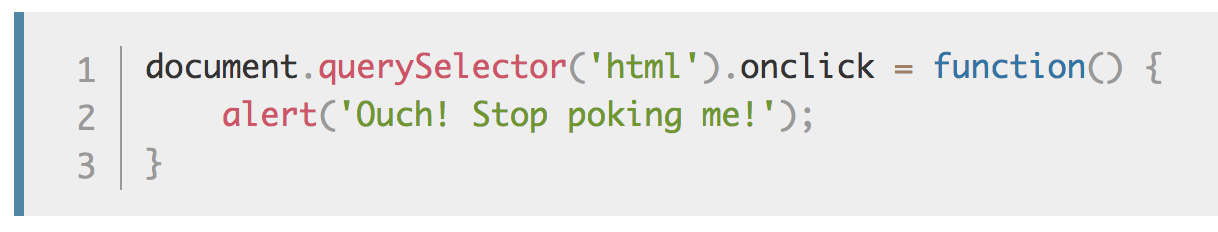 1 document.querySelector('html').onclick = function() {
2     alert('Ouch! Stop poking me!');
3 }